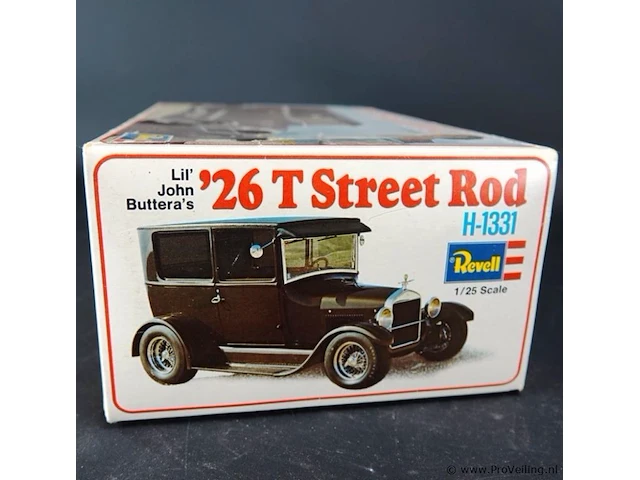 Lil'
John
Buttera's
'26 T Street Rod
H-1331
Revell
1/25 Scale
© www.ProVeiling.nl